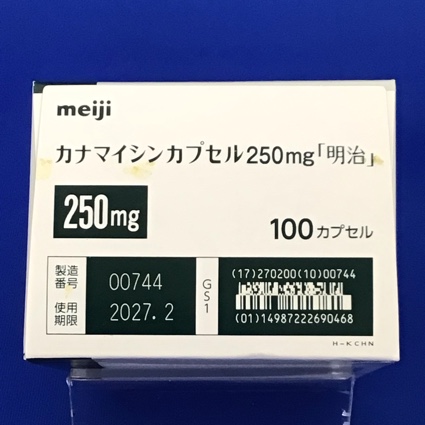 meiji
カナマイシンカプセル250mg「明治」
250mg
100カプセル
製造番号 00744
使用期限 2027.2
GS1
(17)270200(10)00744
(01)14987222690468
H-KCHN